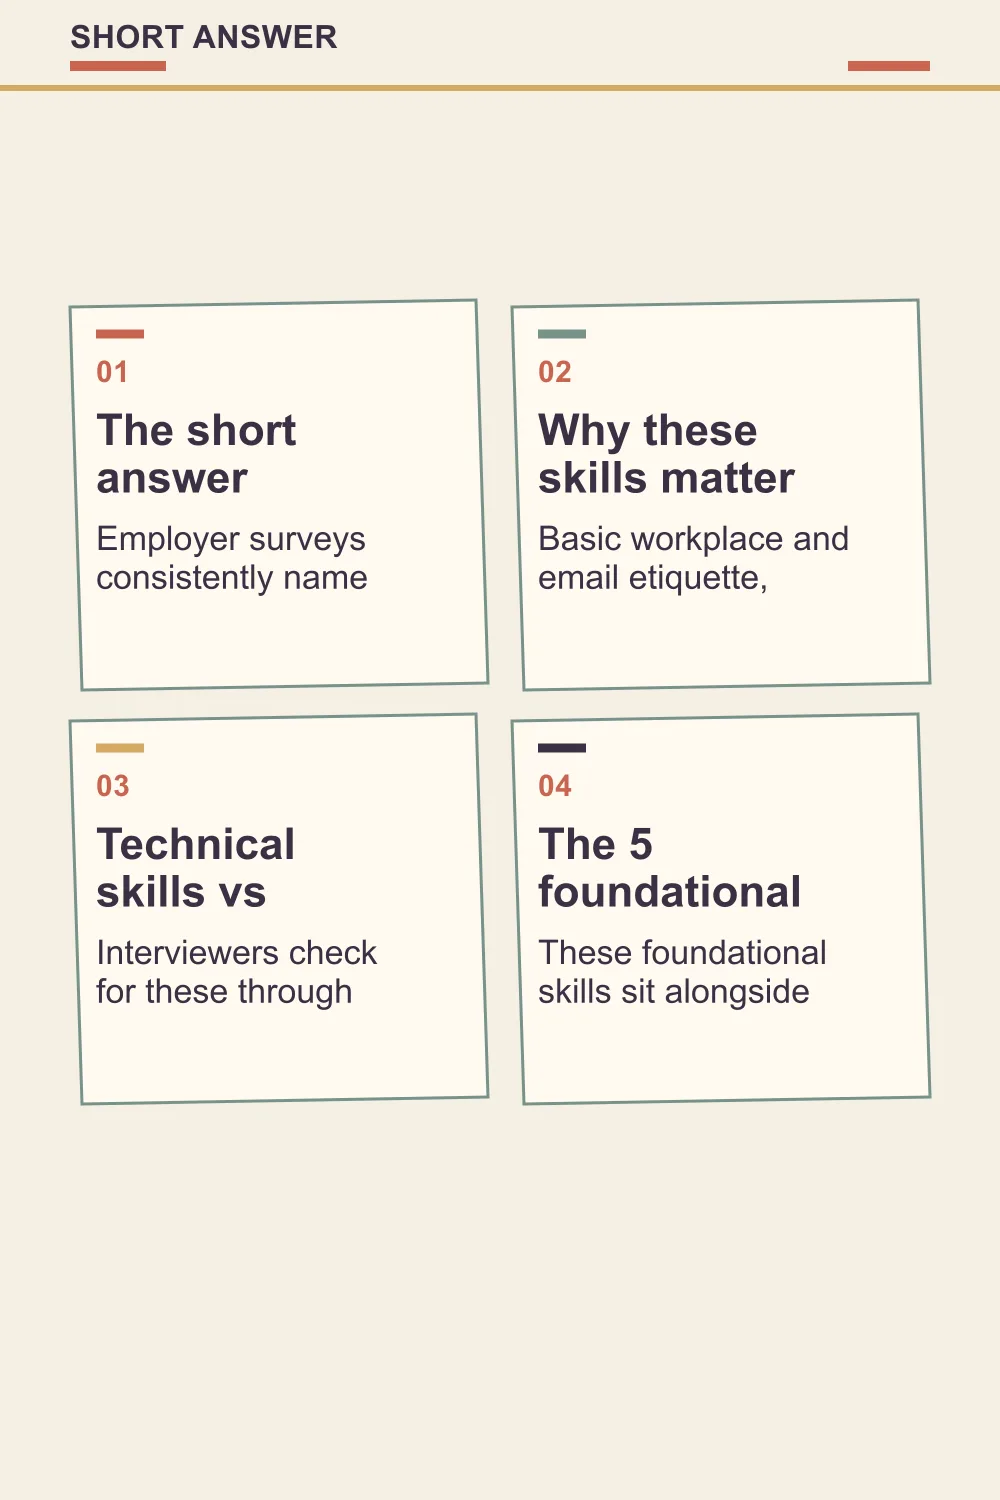 SHORT ANSWER
01
The short
answer
Employer surveys
consistently name
02
Why these
skills matter
Basic workplace and
email etiquette,
03
Technical
skills vs
Interviewers check
for these through
04
The 5
foundational
These foundational
skills sit alongside